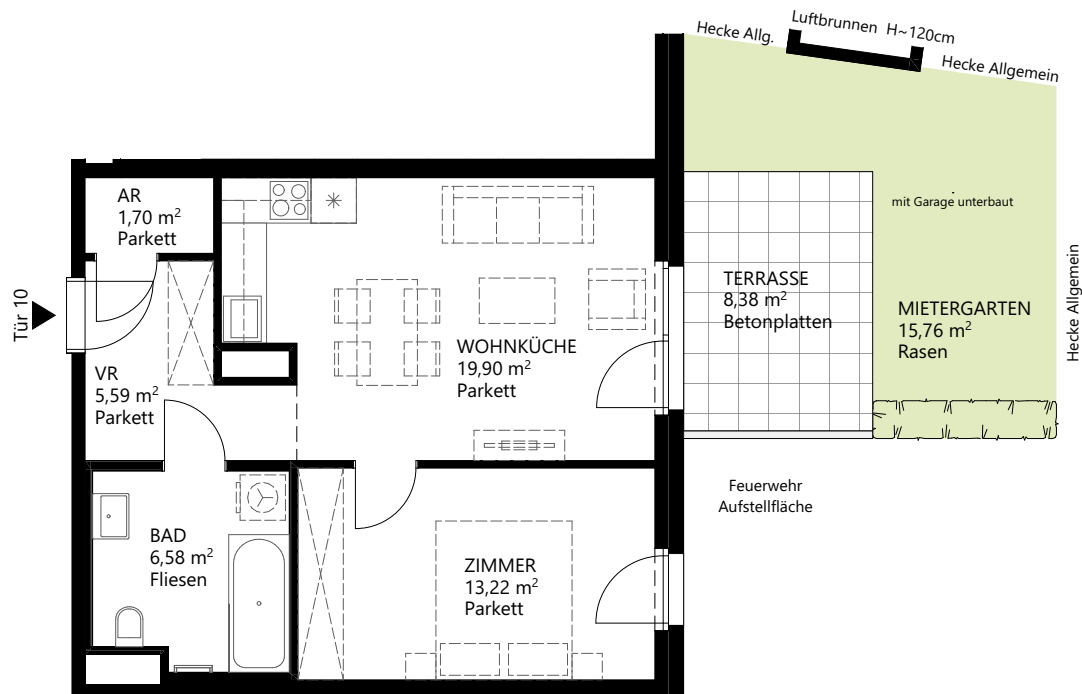 Hecke Allg.
Luftbrunnen H~120cm
Hecke Allgemein
AR
1,70 m²
Parkett
mit Garage unterbaut
Tür 10
TERRASSE
8,38 m²
Betonplatten
MIETERGARTEN
15,76 m²
Rasen
Hecke Allgemein
WOHNKÜCHE
19,90 m²
Parkett
VR
5,59 m²
Parkett
Feuerwehr
Aufstellfläche
BAD
6,58 m²
Fliesen
ZIMMER
13,22 m²
Parkett